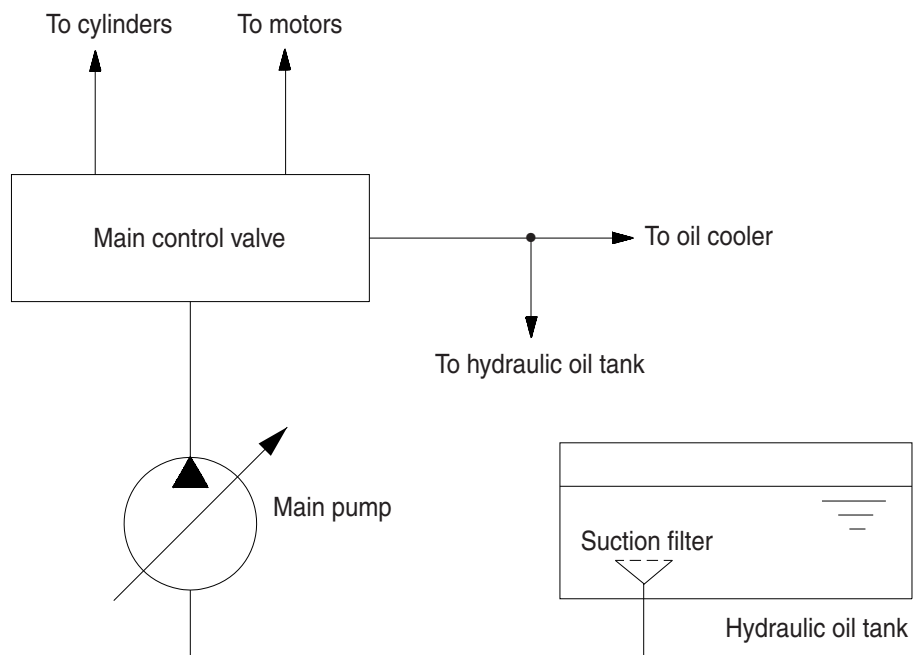 To cylinders
To motors
Main control valve
To oil cooler
To hydraulic oil tank
Main pump
Suction filter
Hydraulic oil tank